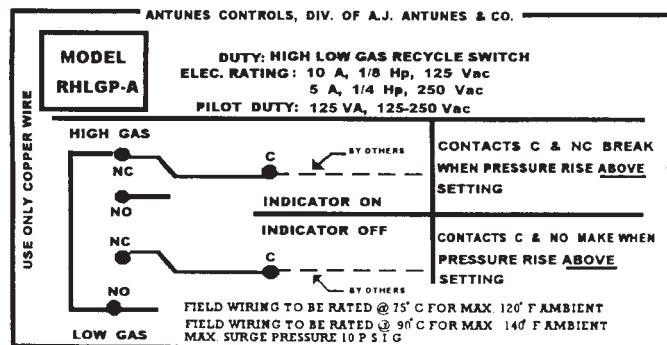 ANTUNES CONTROLS, DIV. OF A.J. ANTUNES & CO.
MODEL
RHLGP-A
DUTY: HIGH LOW GAS RECYCLE SWITCH
ELEC. RATING: 10 A, 1/8 Hp, 125 Vac
5 A, 1/4 Hp, 250 Vac
PILOT DUTY: 125 VA, 125-250 Vac
USE ONLY COPPER WIRE
HIGH GAS
NC
C
BY OTHERS
NO
INDICATOR ON
CONTACTS C & NC BREAK
WHEN PRESSURE RISE ABOVE
SETTING
INDICATOR OFF
NC
C
BY OTHERS
NO
LOW GAS
CONTACTS C & NO MAKE WHEN
PRESSURE RISE ABOVE
SETTING
FIELD WIRING TO BE RATED @ 75° C FOR MAX. 120° F AMBIENT
FIELD WIRING TO BE RATED @ 90° C FOR MAX 140° F AMBIENT
MAX. SURGE PRESSURE 10 P S I G